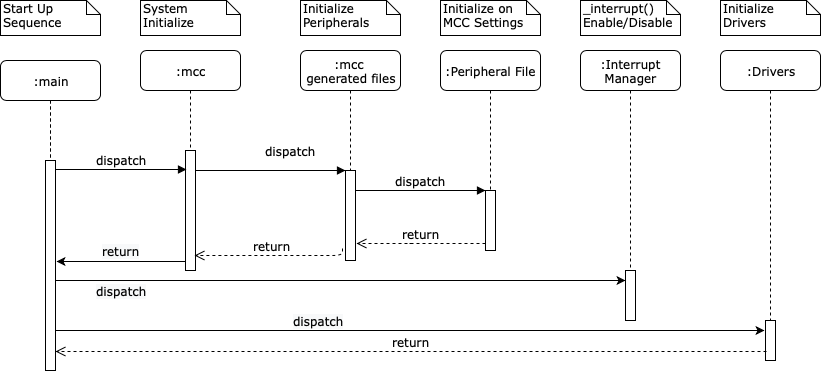 Start Up
Sequence
System
Initialize
Initialize
Peripherals
Initialize on
MCC Settings
_interrupt()
Enable/Disable
Initialize
Drivers
:main
:mcc
:mcc
generated files
:Peripheral File
:Interrupt
Manager
:Drivers
dispatch
dispatch
dispatch
return
return
return
dispatch
dispatch
return